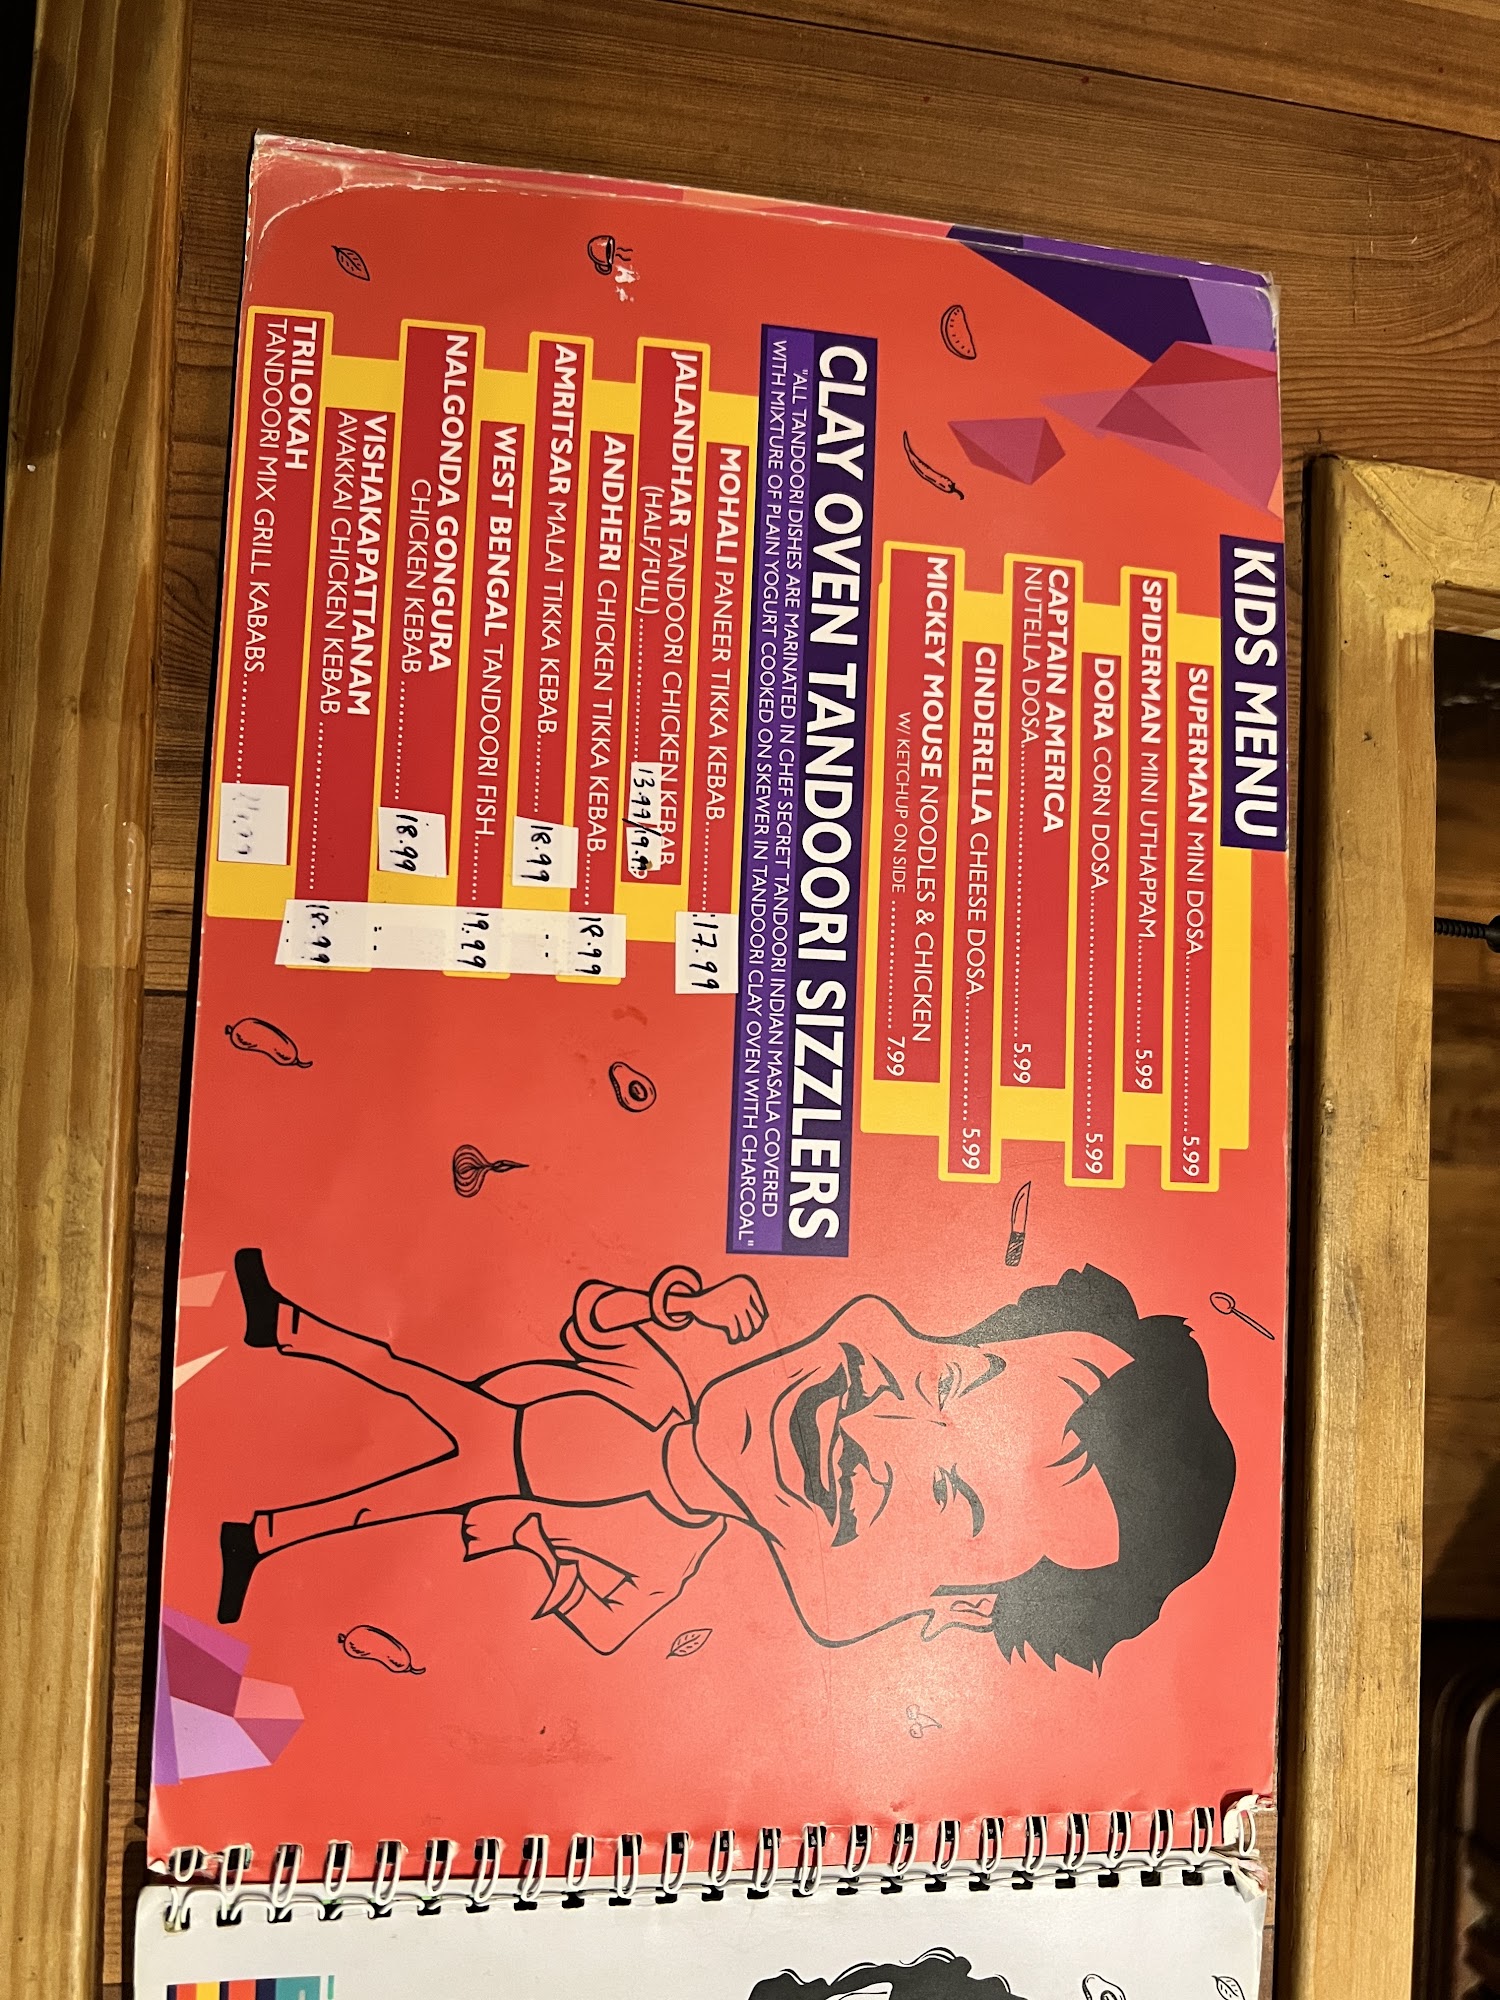 KIDS MENU
SUPERMAN MINI DOSA.....................5.99
SPIDERMAN MINI UTHAPPAM............. 5.99
DORA CORN DOSA........................... 5.99
CAPTAIN AMERICA
NUTELLA DOSA................................... 5.99
CINDERELLA CHEESE DOSA............... 5.99
MICKEY MOUSE NOODLES & CHICKEN
W/ KETCHUP ON SIDE .................... 7.99
CLAY OVEN TANDOORI SIZZLERS
"ALL TANDOORI DISHES ARE MARINATED IN CHEF SECRET TANDOORI INDIAN MASALA COVERED
WITH MIXTURE OF PLAIN YOGURT COOKED ON SKEWER IN TANDOORI CLAY OVEN WITH CHARCOAL"
MOHALI PANEER TIKKA KEBAB............ 17.99
JALANDHAR TANDOORI CHICKEN KEBAB
(HALF/FULL).................. 13.99/19.99
ANDHERI CHICKEN TIKKA KEBAB...... 18.99
AMRITSAR MALAI TIKKA KEBAB.......... 18.99
WEST BENGAL TANDOORI FISH......... 19.99
NALGONDA GONGURA
CHICKEN KEBAB ............... 18.99
VISHAKAPATTANAM
AVAKKAI CHICKEN KEBAB ..................... 18.99
TRILOKAH
TANDOORI MIX GRILL KABABS..............